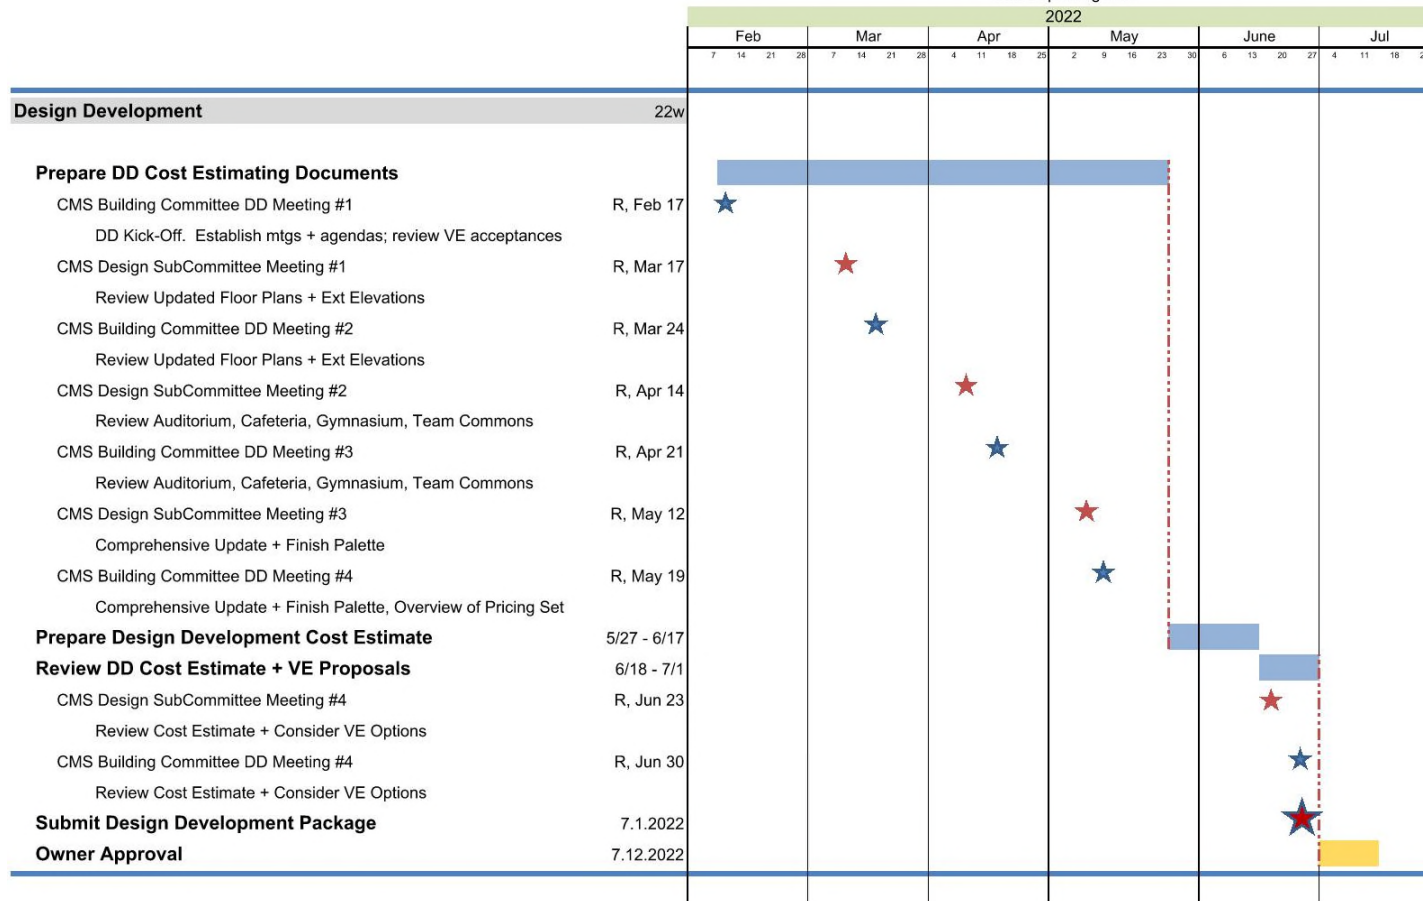 2022
Feb Mar Apr May June Jul
7 14 21 28 7 14 21 28 4 11 18 25 2 9 16 23 30 6 13 20 27 4 11 18
Design Development 22w
Prepare DD Cost Estimating Documents
CMS Building Committee DD Meeting #1 R, Feb 17
DD Kick-Off. Establish mtgs + agendas; review VE acceptances
CMS Design SubCommittee Meeting #1 R, Mar 17
Review Updated Floor Plans + Ext Elevations
CMS Building Committee DD Meeting #2 R, Mar 24
Review Updated Floor Plans + Ext Elevations
CMS Design SubCommittee Meeting #2 R, Apr 14
Review Auditorium, Cafeteria, Gymnasium, Team Commons
CMS Building Committee DD Meeting #3 R, Apr 21
Review Auditorium, Cafeteria, Gymnasium, Team Commons
CMS Design SubCommittee Meeting #3 R, May 12
Comprehensive Update + Finish Palette
CMS Building Committee DD Meeting #4 R, May 19
Comprehensive Update + Finish Palette, Overview of Pricing Set
Prepare Design Development Cost Estimate 5/27 - 6/17
Review DD Cost Estimate + VE Proposals 6/18 - 7/1
CMS Design SubCommittee Meeting #4 R, Jun 23
Review Cost Estimate + Consider VE Options
CMS Building Committee DD Meeting #4 R, Jun 30
Review Cost Estimate + Consider VE Options
Submit Design Development Package 7.1.2022
Owner Approval 7.12.2022